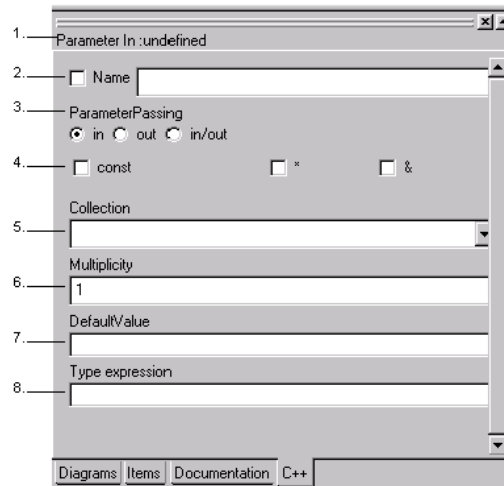 1. Parameter In :undefined
2. Name
3. ParameterPassing
in out in/out
4. const * &
Collection
5.
Multiplicity
6. 1
DefaultValue
7.
Type expression
8.
Diagrams Items Documentation C++